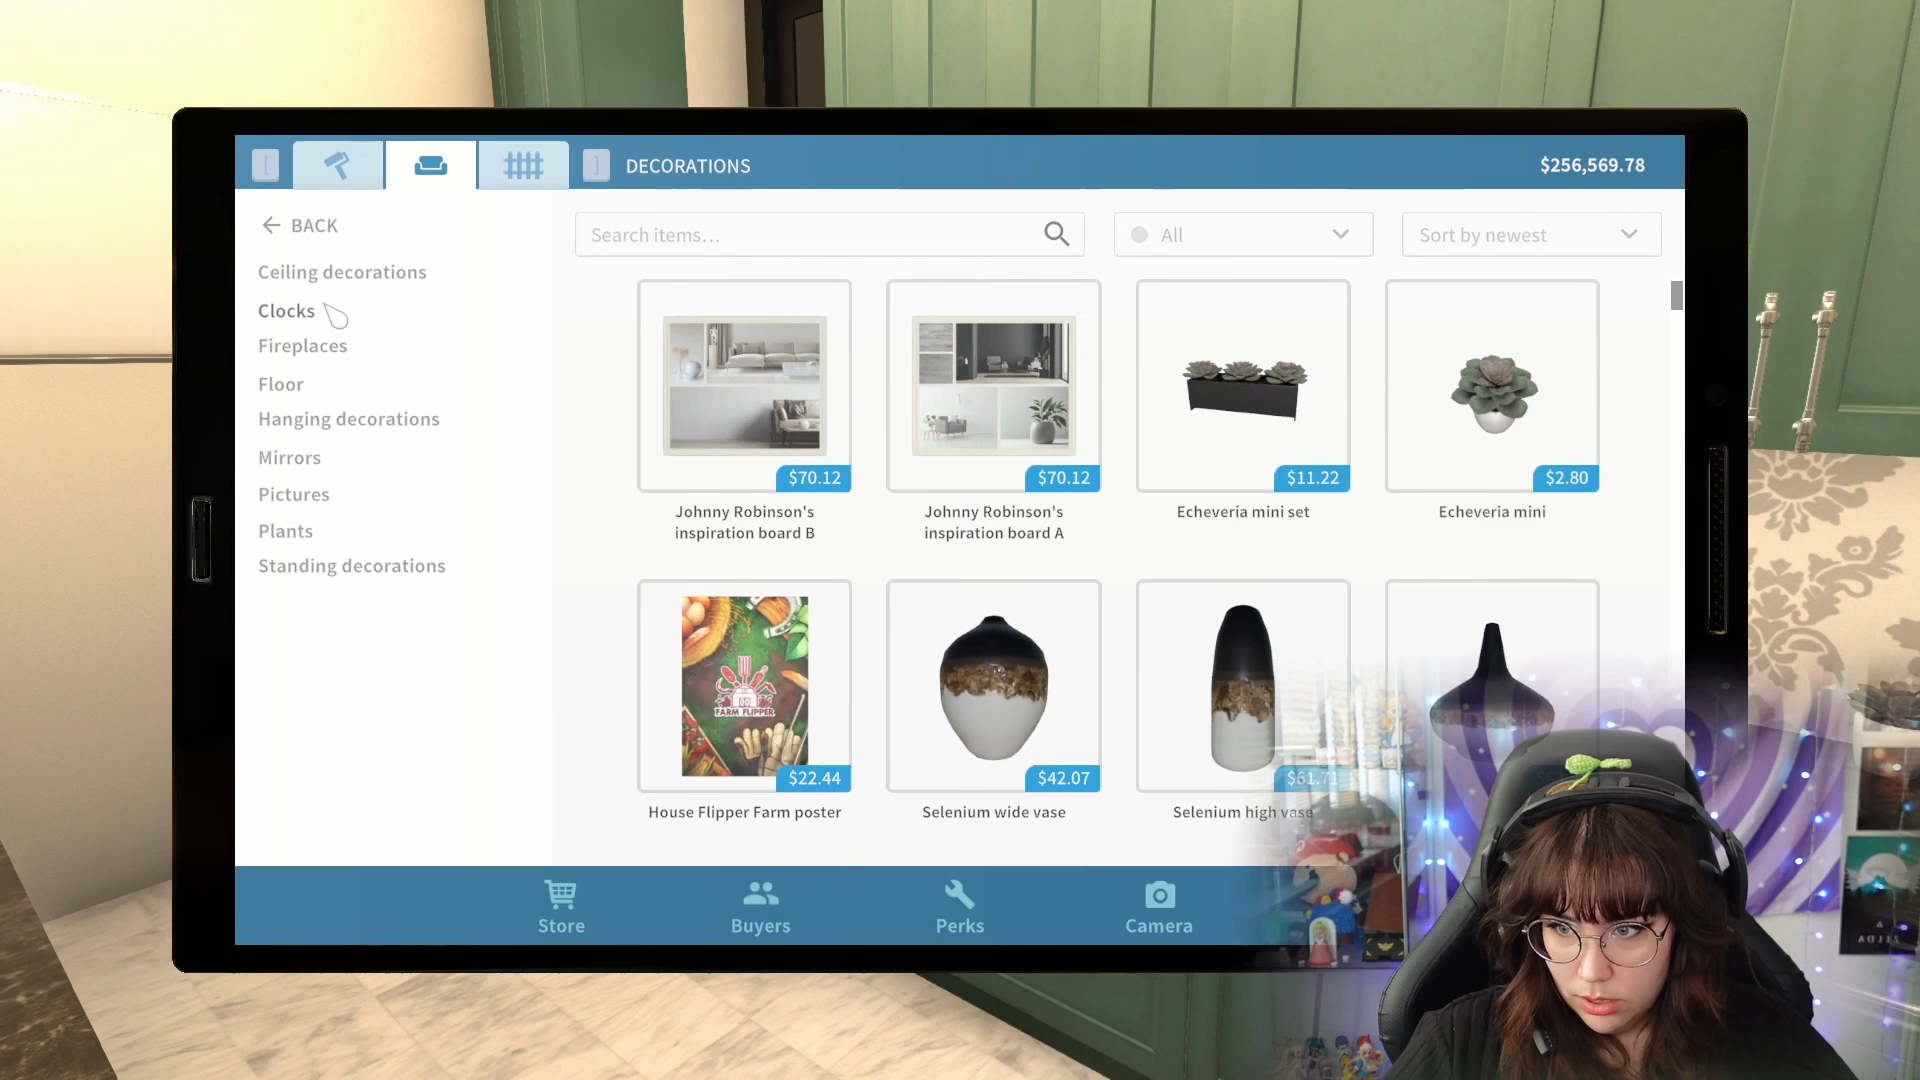 [
]
DECORATIONS
$256,569.78
BACK
Search items...
All
Sort by newest
Ceiling decorations
Clocks
Fireplaces
Floor
Hanging decorations
Mirrors
Pictures
Plants
Standing decorations
$70.12
$70.12
$11.22
$2.80
Johnny Robinson's
inspiration board B
Johnny Robinson's
inspiration board A
Echeveria mini set
Echeveria mini
FARM FLIPPER
$22.44
$42.07
$61.71
House Flipper Farm poster
Selenium wide vase
Selenium high vase
Store
Buyers
Perks
Camera